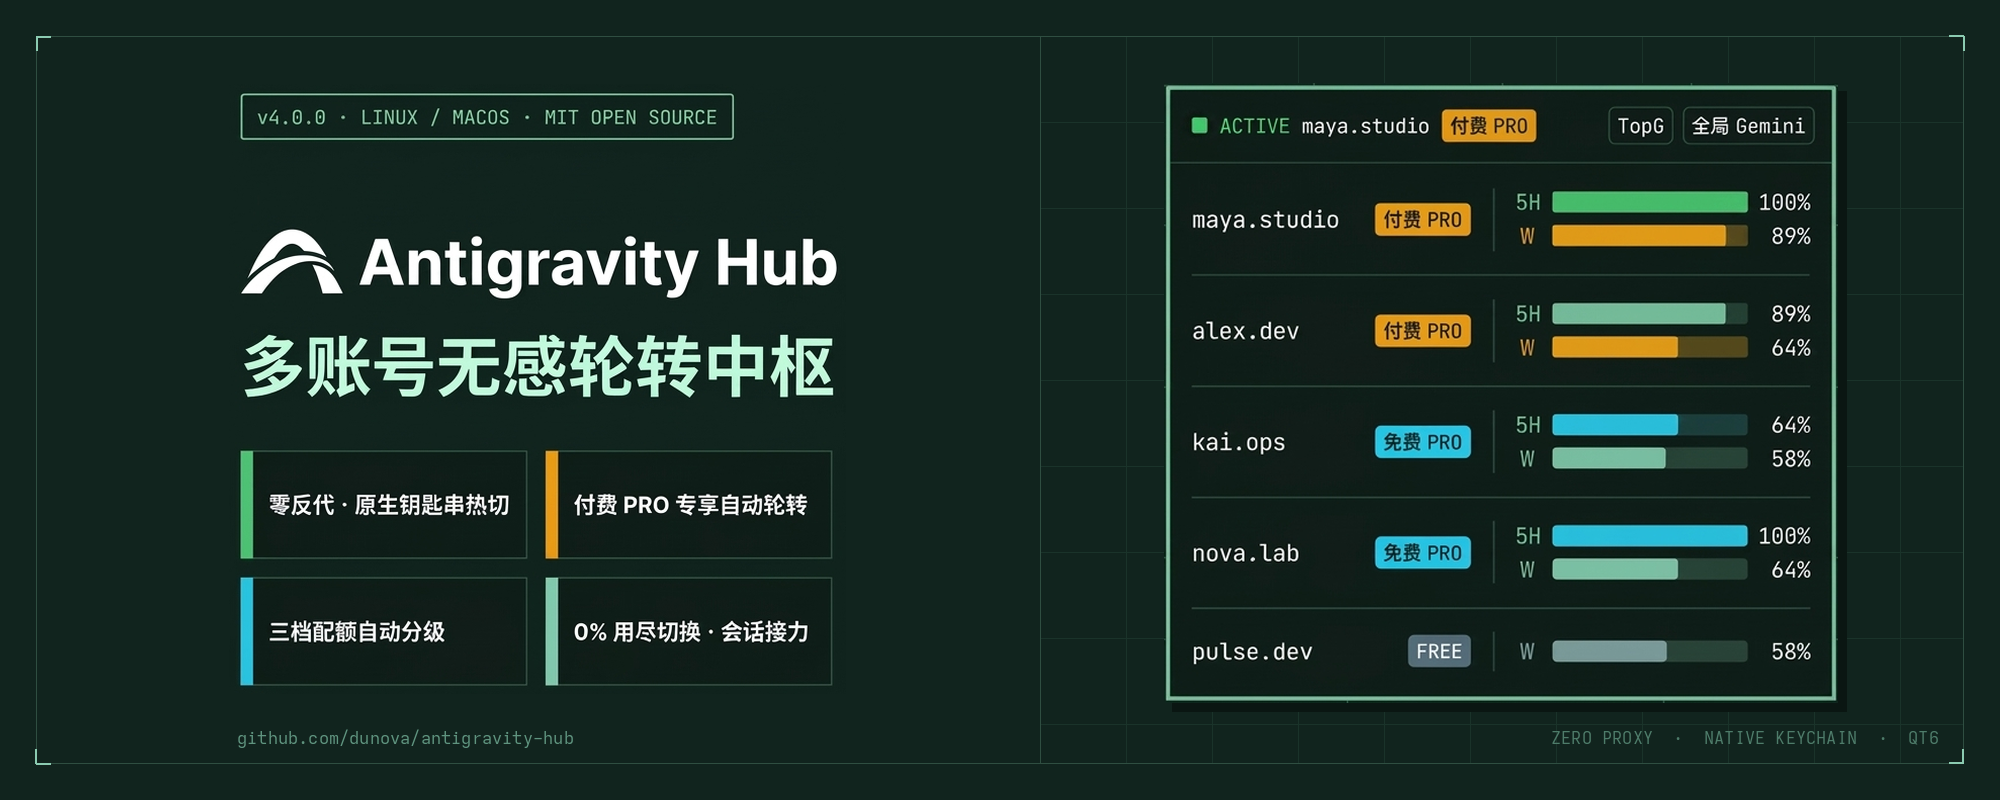 v4.0.0 · LINUX / MACOS · MIT OPEN SOURCE
Antigravity Hub
多账号无感轮转中枢
零反代 · 原生钥匙串热切
付费 PRO 专享自动轮转
三档配额自动分级
0% 用尽切换 · 会话接力
github.com/dunova/antigravity-hub
ACTIVE maya.studio 付费 PRO TopG 全局 Gemini
maya.studio 付费 PRO 5H 100%
W 89%
alex.dev 付费 PRO 5H 89%
W 64%
kai.ops 免费 PRO 5H 64%
W 58%
nova.lab 免费 PRO 5H 100%
W 64%
pulse.dev FREE W 58%
ZERO PROXY · NATIVE KEYCHAIN · QT6